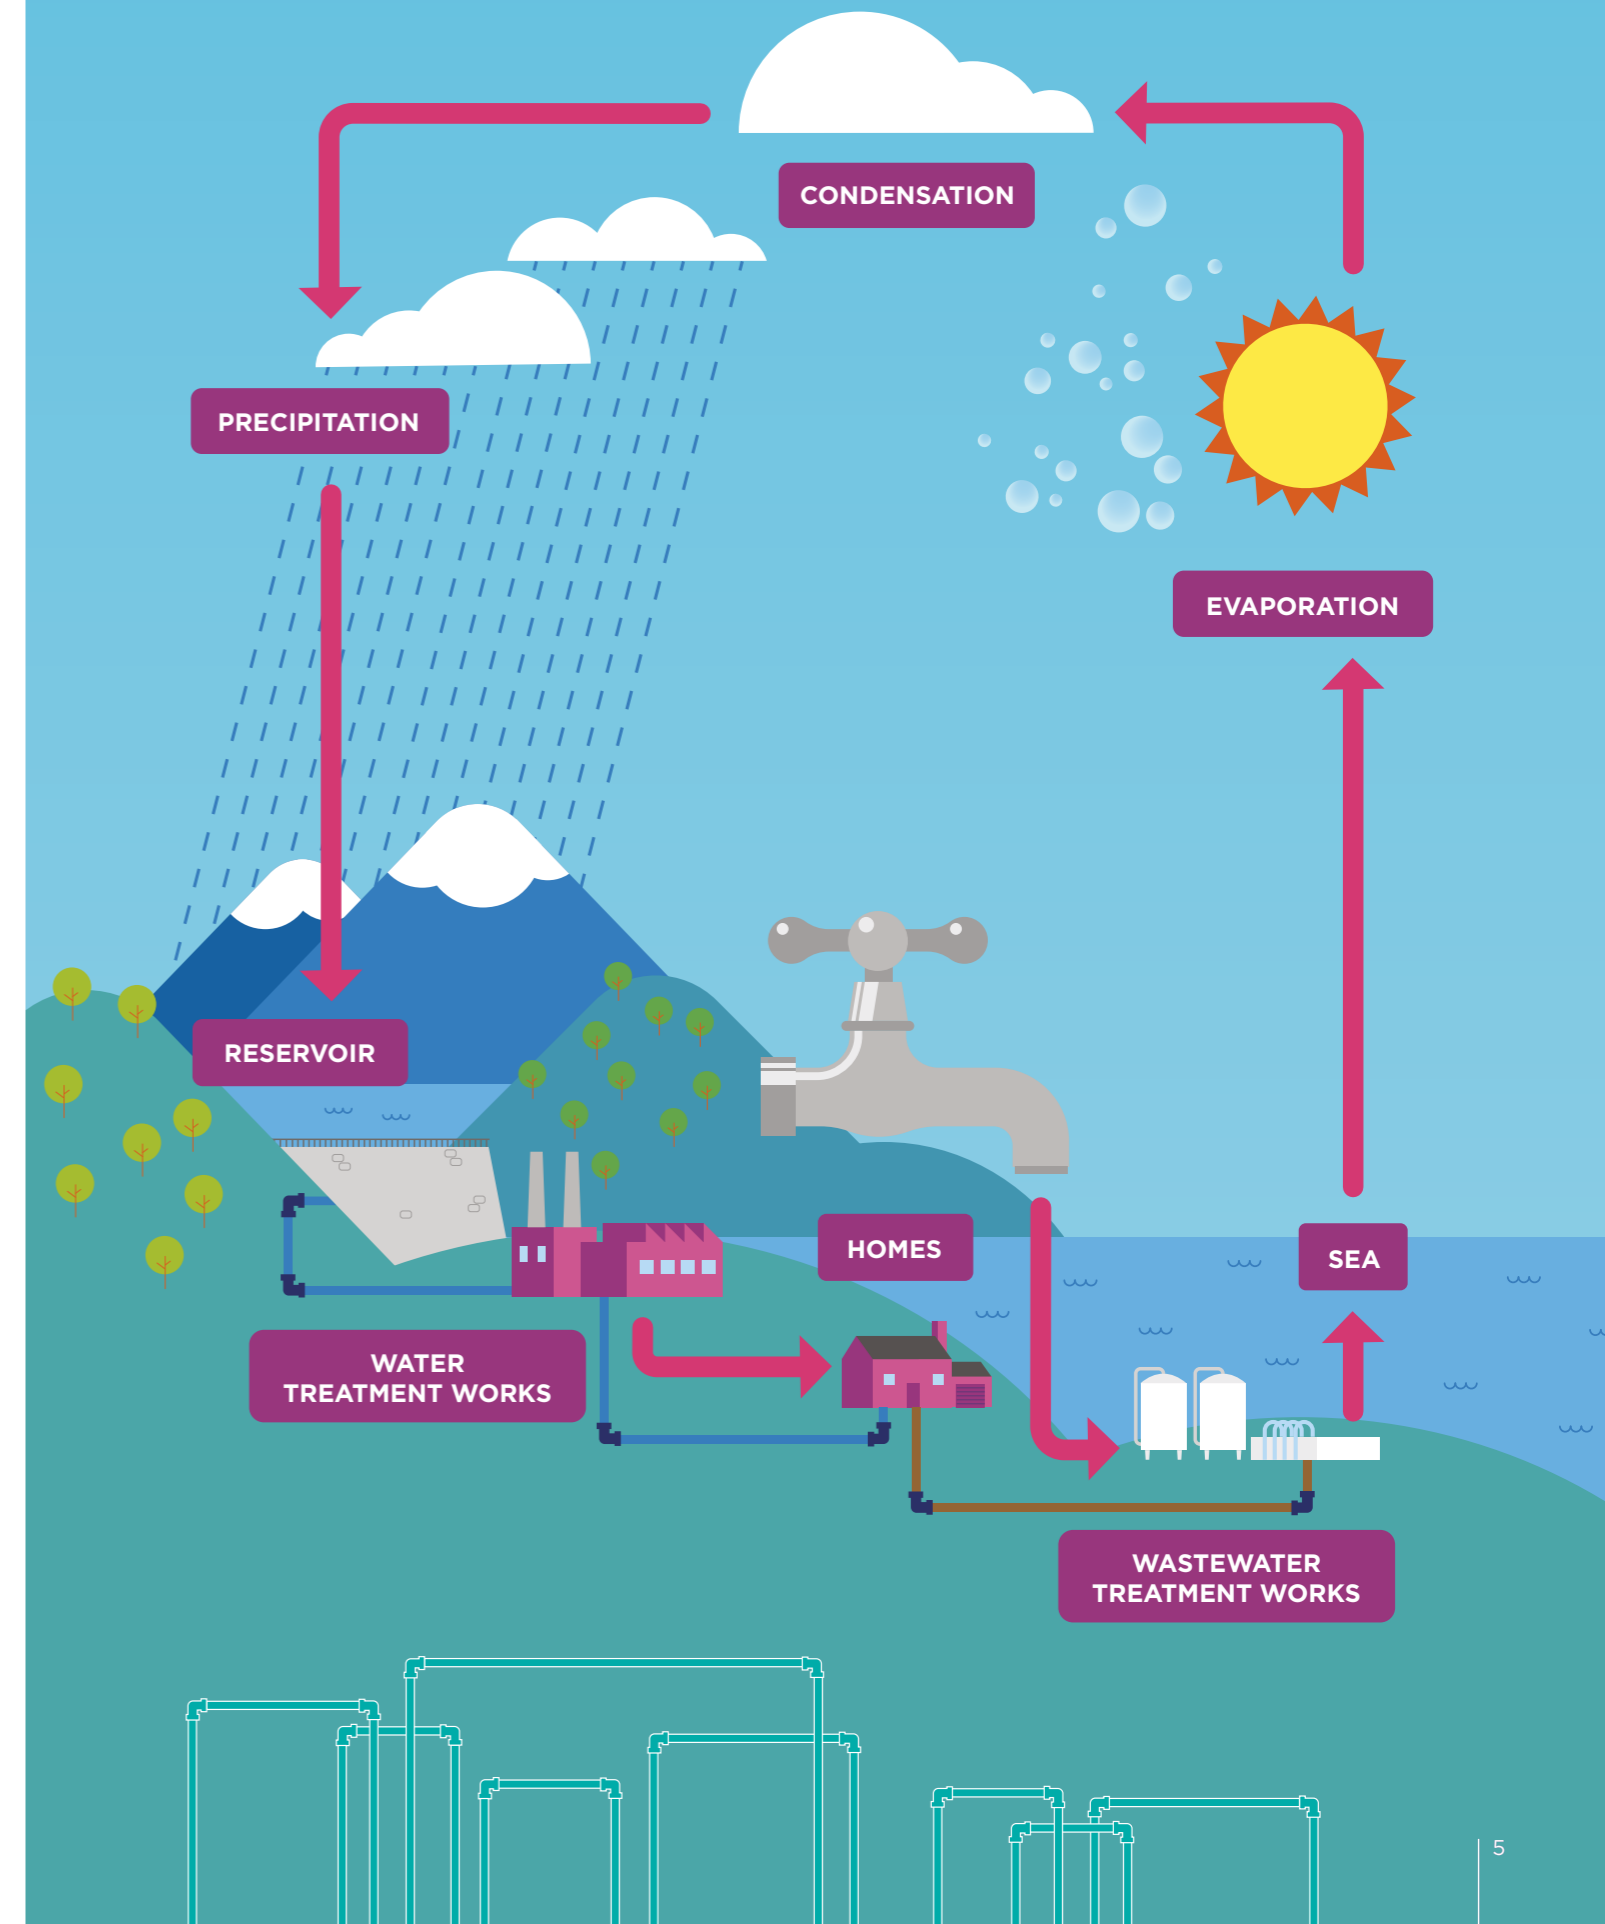 CONDENSATION
PRECIPITATION
EVAPORATION
RESERVOIR
HOMES
SEA
WATER
TREATMENT WORKS
WASTEWATER
TREATMENT WORKS
5